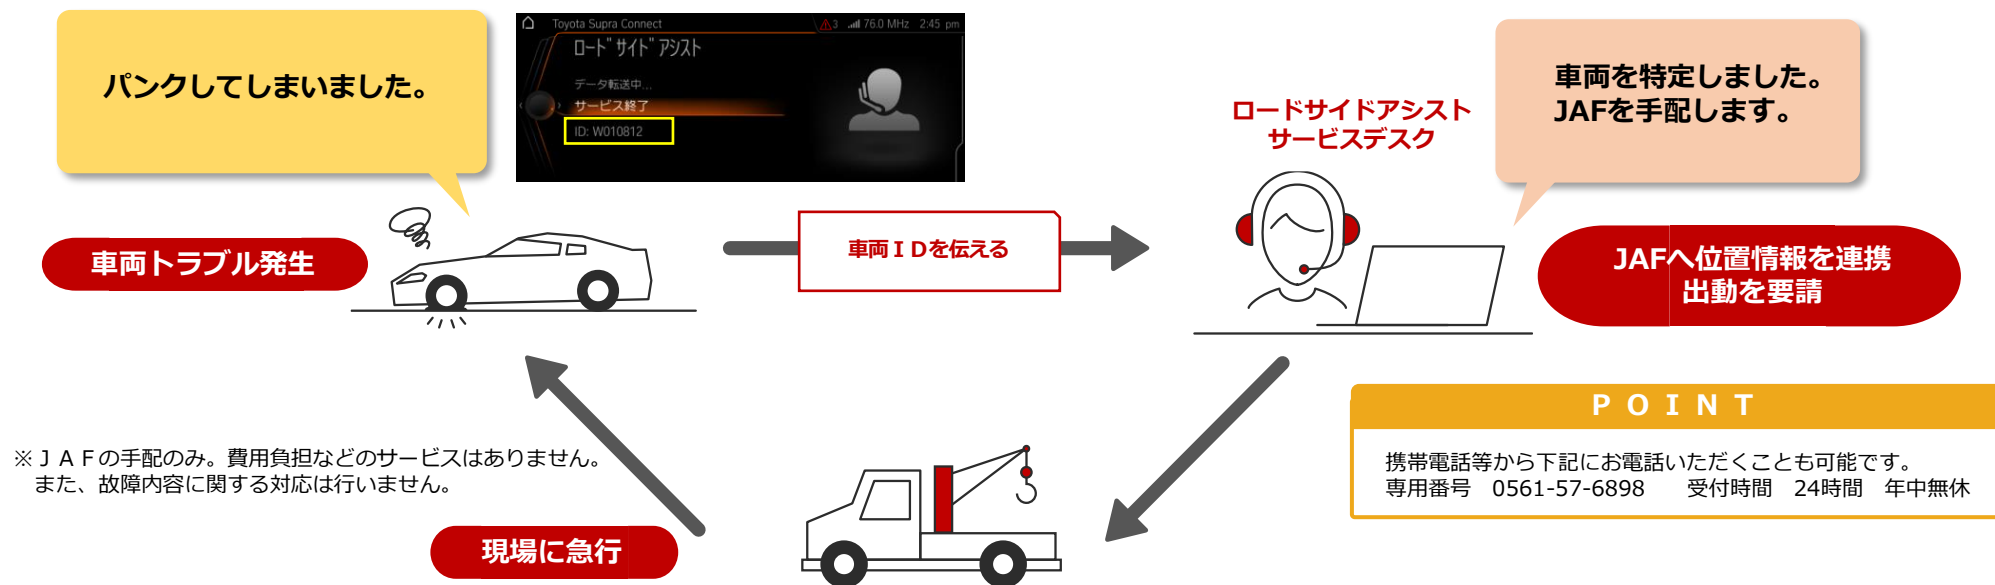 パンクしてしまいました。
Toyota Supra Connect
3 76.0 MHz 2:45 pm
ロードサイドアシスト
データ転送中...
サービス終了
ID: W010812
ロードサイドアシスト
サービスデスク
車両を特定しました。
JAFを手配します。
車両トラブル発生
車両ＩＤを伝える
JAFへ位置情報を連携
出動を要請
ＰＯＩＮＴ
携帯電話等から下記にお電話いただくことも可能です。
専用番号　0561-57-6898　　受付時間　24時間　年中無休
※ＪＡＦの手配のみ。費用負担などのサービスはありません。
また、故障内容に関する対応は行いません。
現場に急行